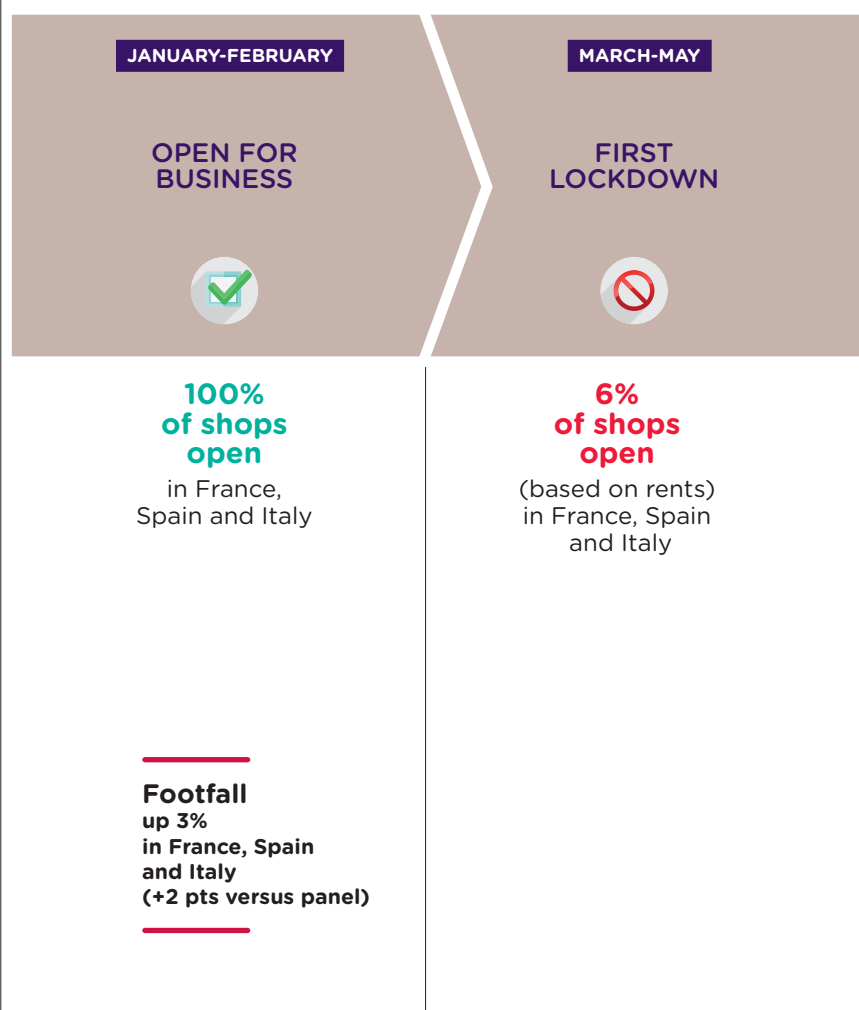 JANUARY-FEBRUARY
OPEN FOR
BUSINESS
100%
of shops
open
in France,
Spain and Italy
Footfall
up 3%
in France, Spain
and Italy
(+2 pts versus panel)
MARCH-MAY
FIRST
LOCKDOWN
6%
of shops
open
(based on rents)
in France, Spain
and Italy